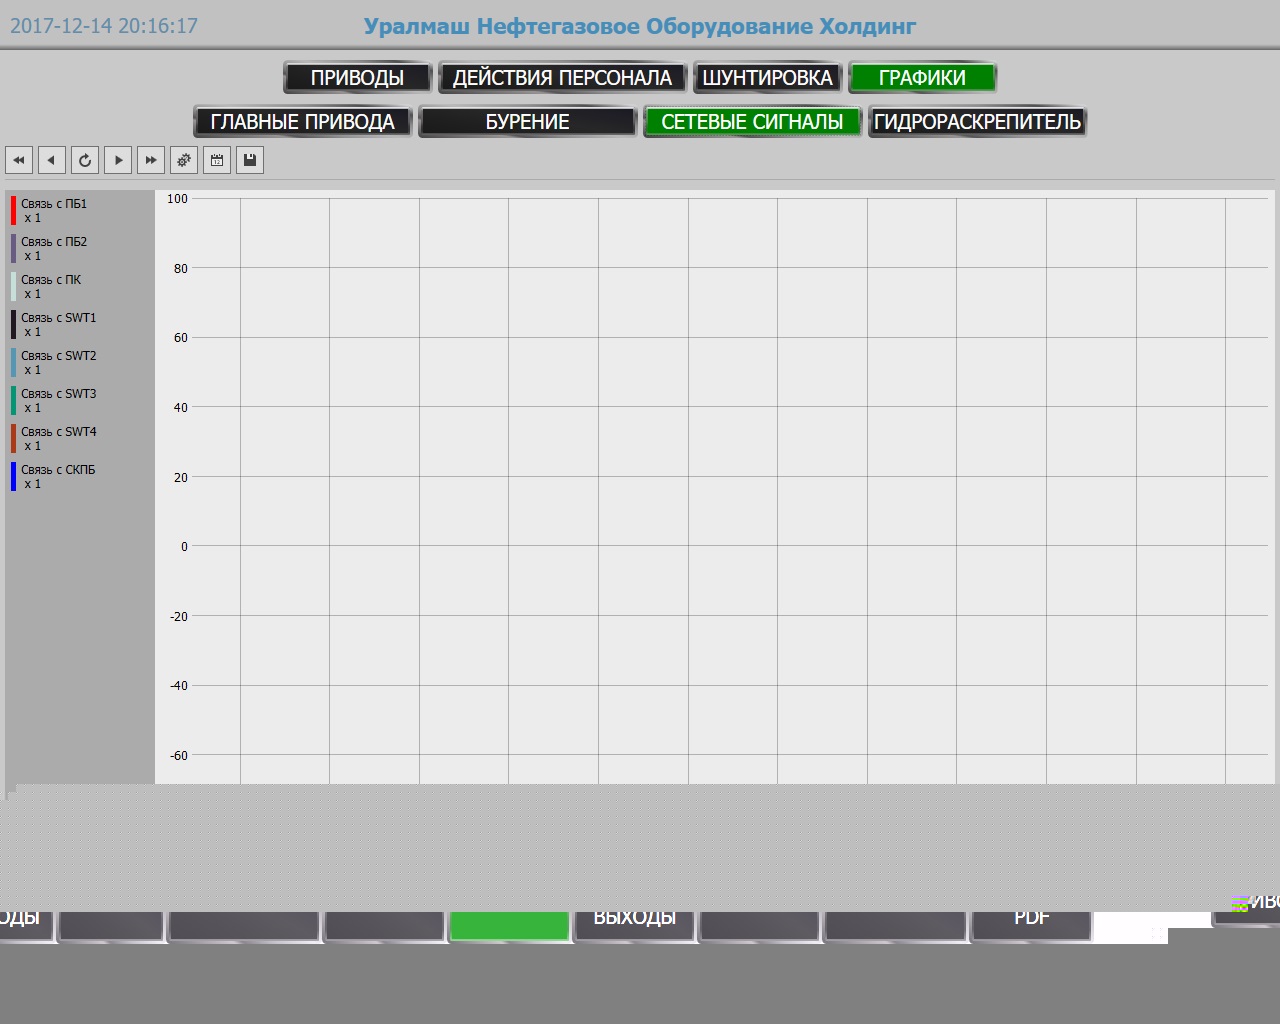 2017-12-14 20:16:17
Уралмаш Нефтегазовое Оборудование Холдинг
ПРИВОДЫ ДЕЙСТВИЯ ПЕРСОНАЛА ШУНТИРОВКА ГРАФИКИ
ГЛАВНЫЕ ПРИВОДА БУРЕНИЕ СЕТЕВЫЕ СИГНАЛЫ ГИДРОРАСКРЕПИТЕЛЬ
12
Связь с ПБ1
x 1
Связь с ПБ2
x 1
Связь с ПК
x 1
Связь с SWT1
x 1
Связь с SWT2
x 1
Связь с SWT3
x 1
Связь с SWT4
x 1
Связь с СКПБ
x 1
100
80
60
40
20
0
-20
-40
-60
ОДЫ ВЫХОДЫ PDF